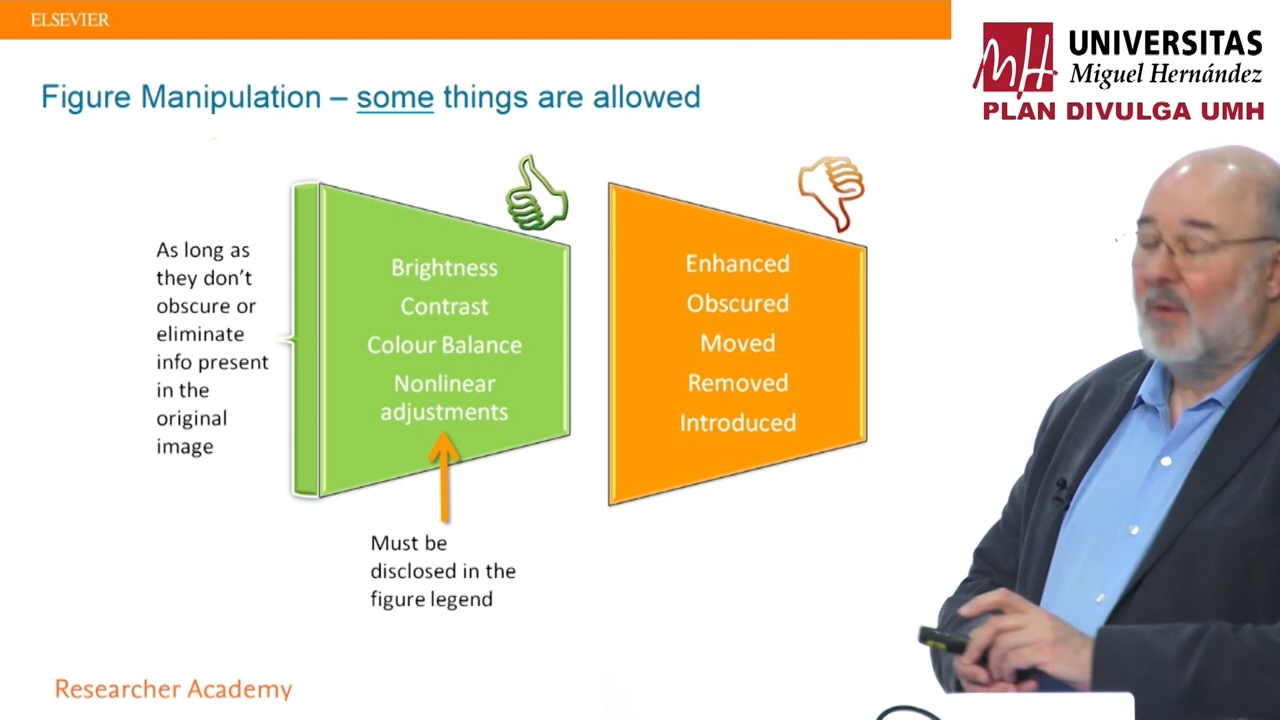 ELSEVIER
UNIVERSITAS
Miguel Hernández
PLAN DIVULGA UMH
Figure Manipulation – some things are allowed
As long as
they don’t
obscure or
eliminate
info present
in the
original
image
Brightness
Contrast
Colour Balance
Nonlinear
adjustments
Must be
disclosed in the
figure legend
Enhanced
Obscured
Moved
Removed
Introduced
Researcher Academy